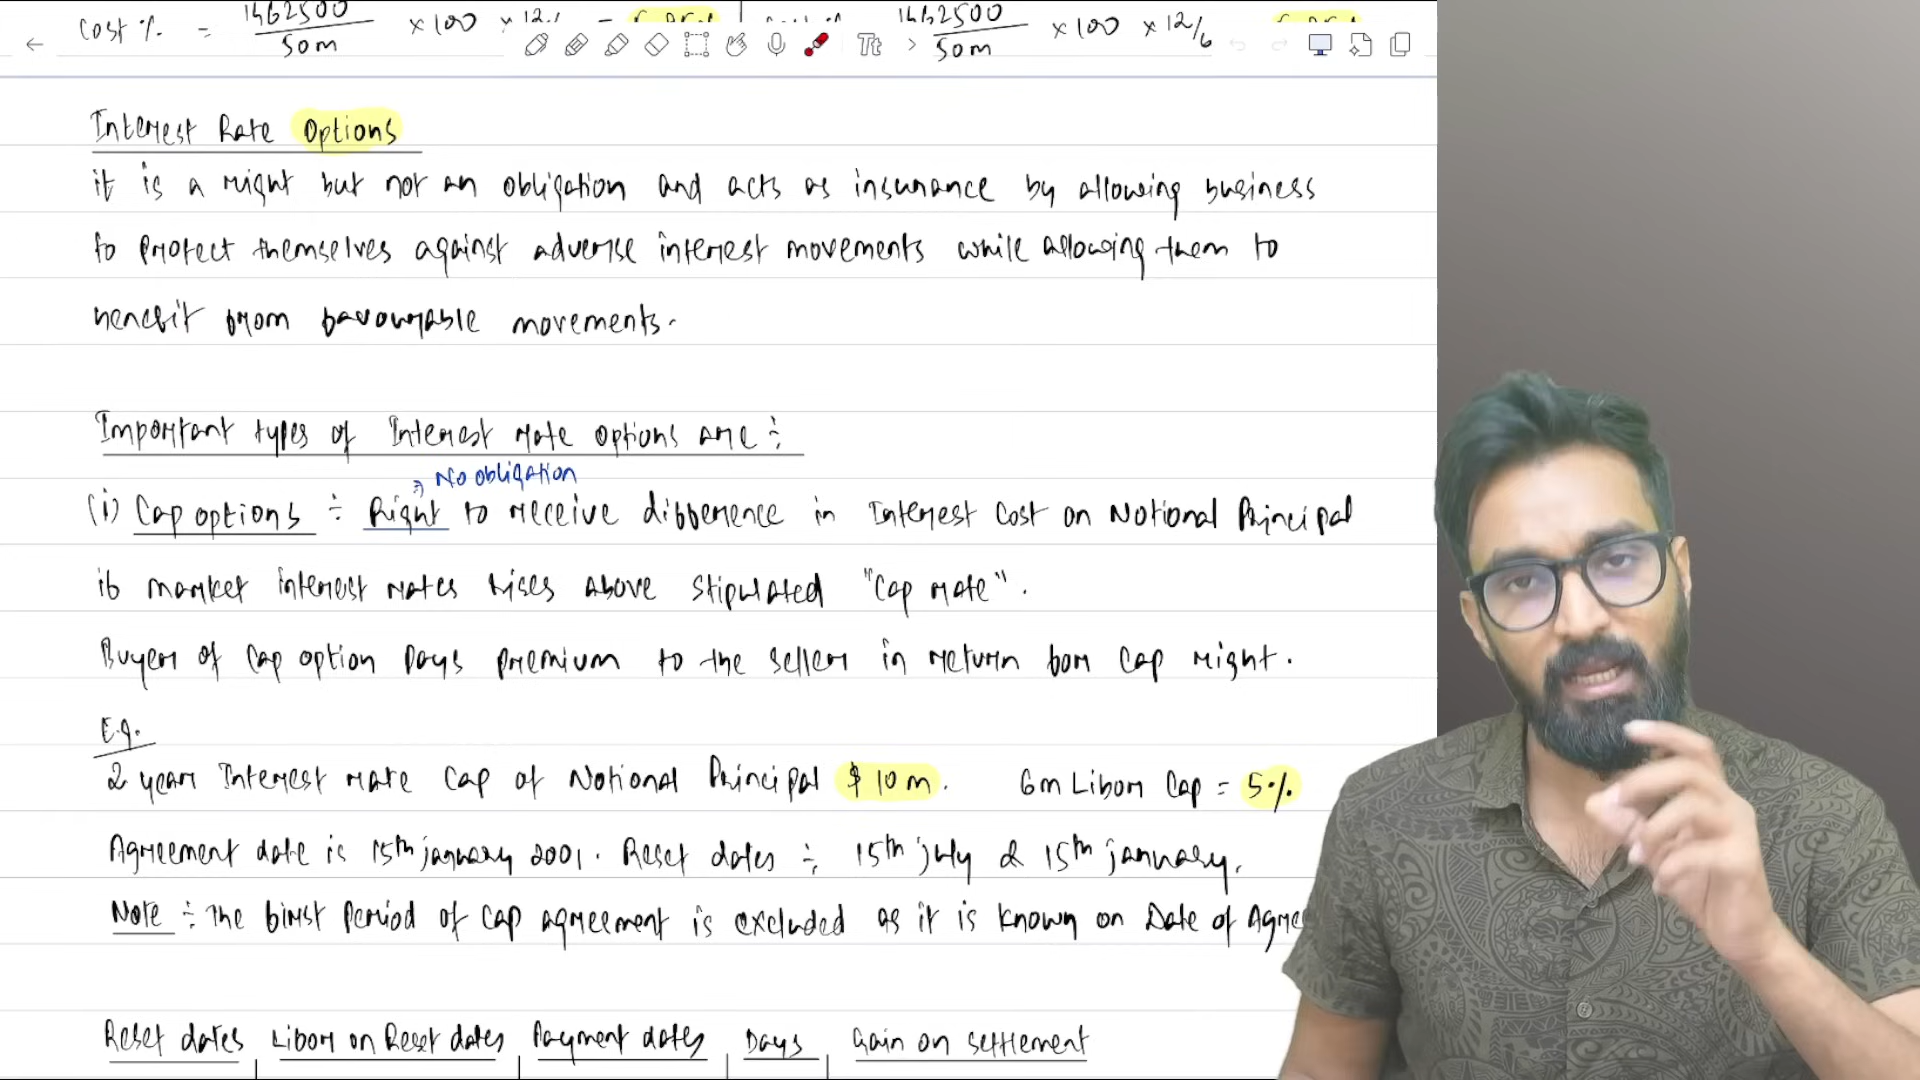 Cost % = 1462500 / 50m × 100 × 12/ = 1462500 / 50m × 100 × 12/6
Tt
Interest Rate Options
it is a right but not an obligation and acts as insurance by allowing business
to protect themselves against adverse interest movements while allowing them to
benefit from favourable movements.
Important types of Interest rate options are ÷
No obligation
(i) Cap options ÷ Right to receive difference in Interest Cost on Notional Principal
if market interest rates rises above stipulated "Cap rate".
Buyer of Cap option pays premium to the seller in return for Cap right.
E.g.
2 year Interest rate Cap of Notional Principal $ 10 m. 6m Libor Cap = 5%
Agreement date is 15th january 2001. Reset dates ÷ 15th july & 15th january.
Note ÷ The first Period of Cap agreement is excluded as it is known on Date of Agre
Reset dates | Libor on Reset dates | Payment dates | Days | Gain on settlement